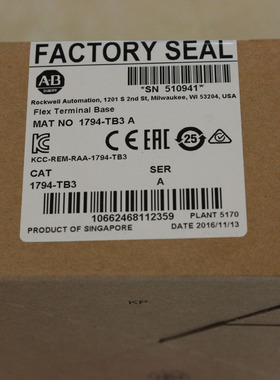 FACTORY SEAL
AB
*SN 510941*
Rockwell Automation, 1201 S 2nd St, Milwaukee, WI 53204, USA
Flex Terminal Base
MAT NO 1794-TB3 A
CE EAC 25
KCC-REM-RAA-1794-TB3
CAT SER
1794-TB3 A
10662468112359 PLANT 5170
PRODUCT OF SINGAPORE DATE 2016/11/13
KP